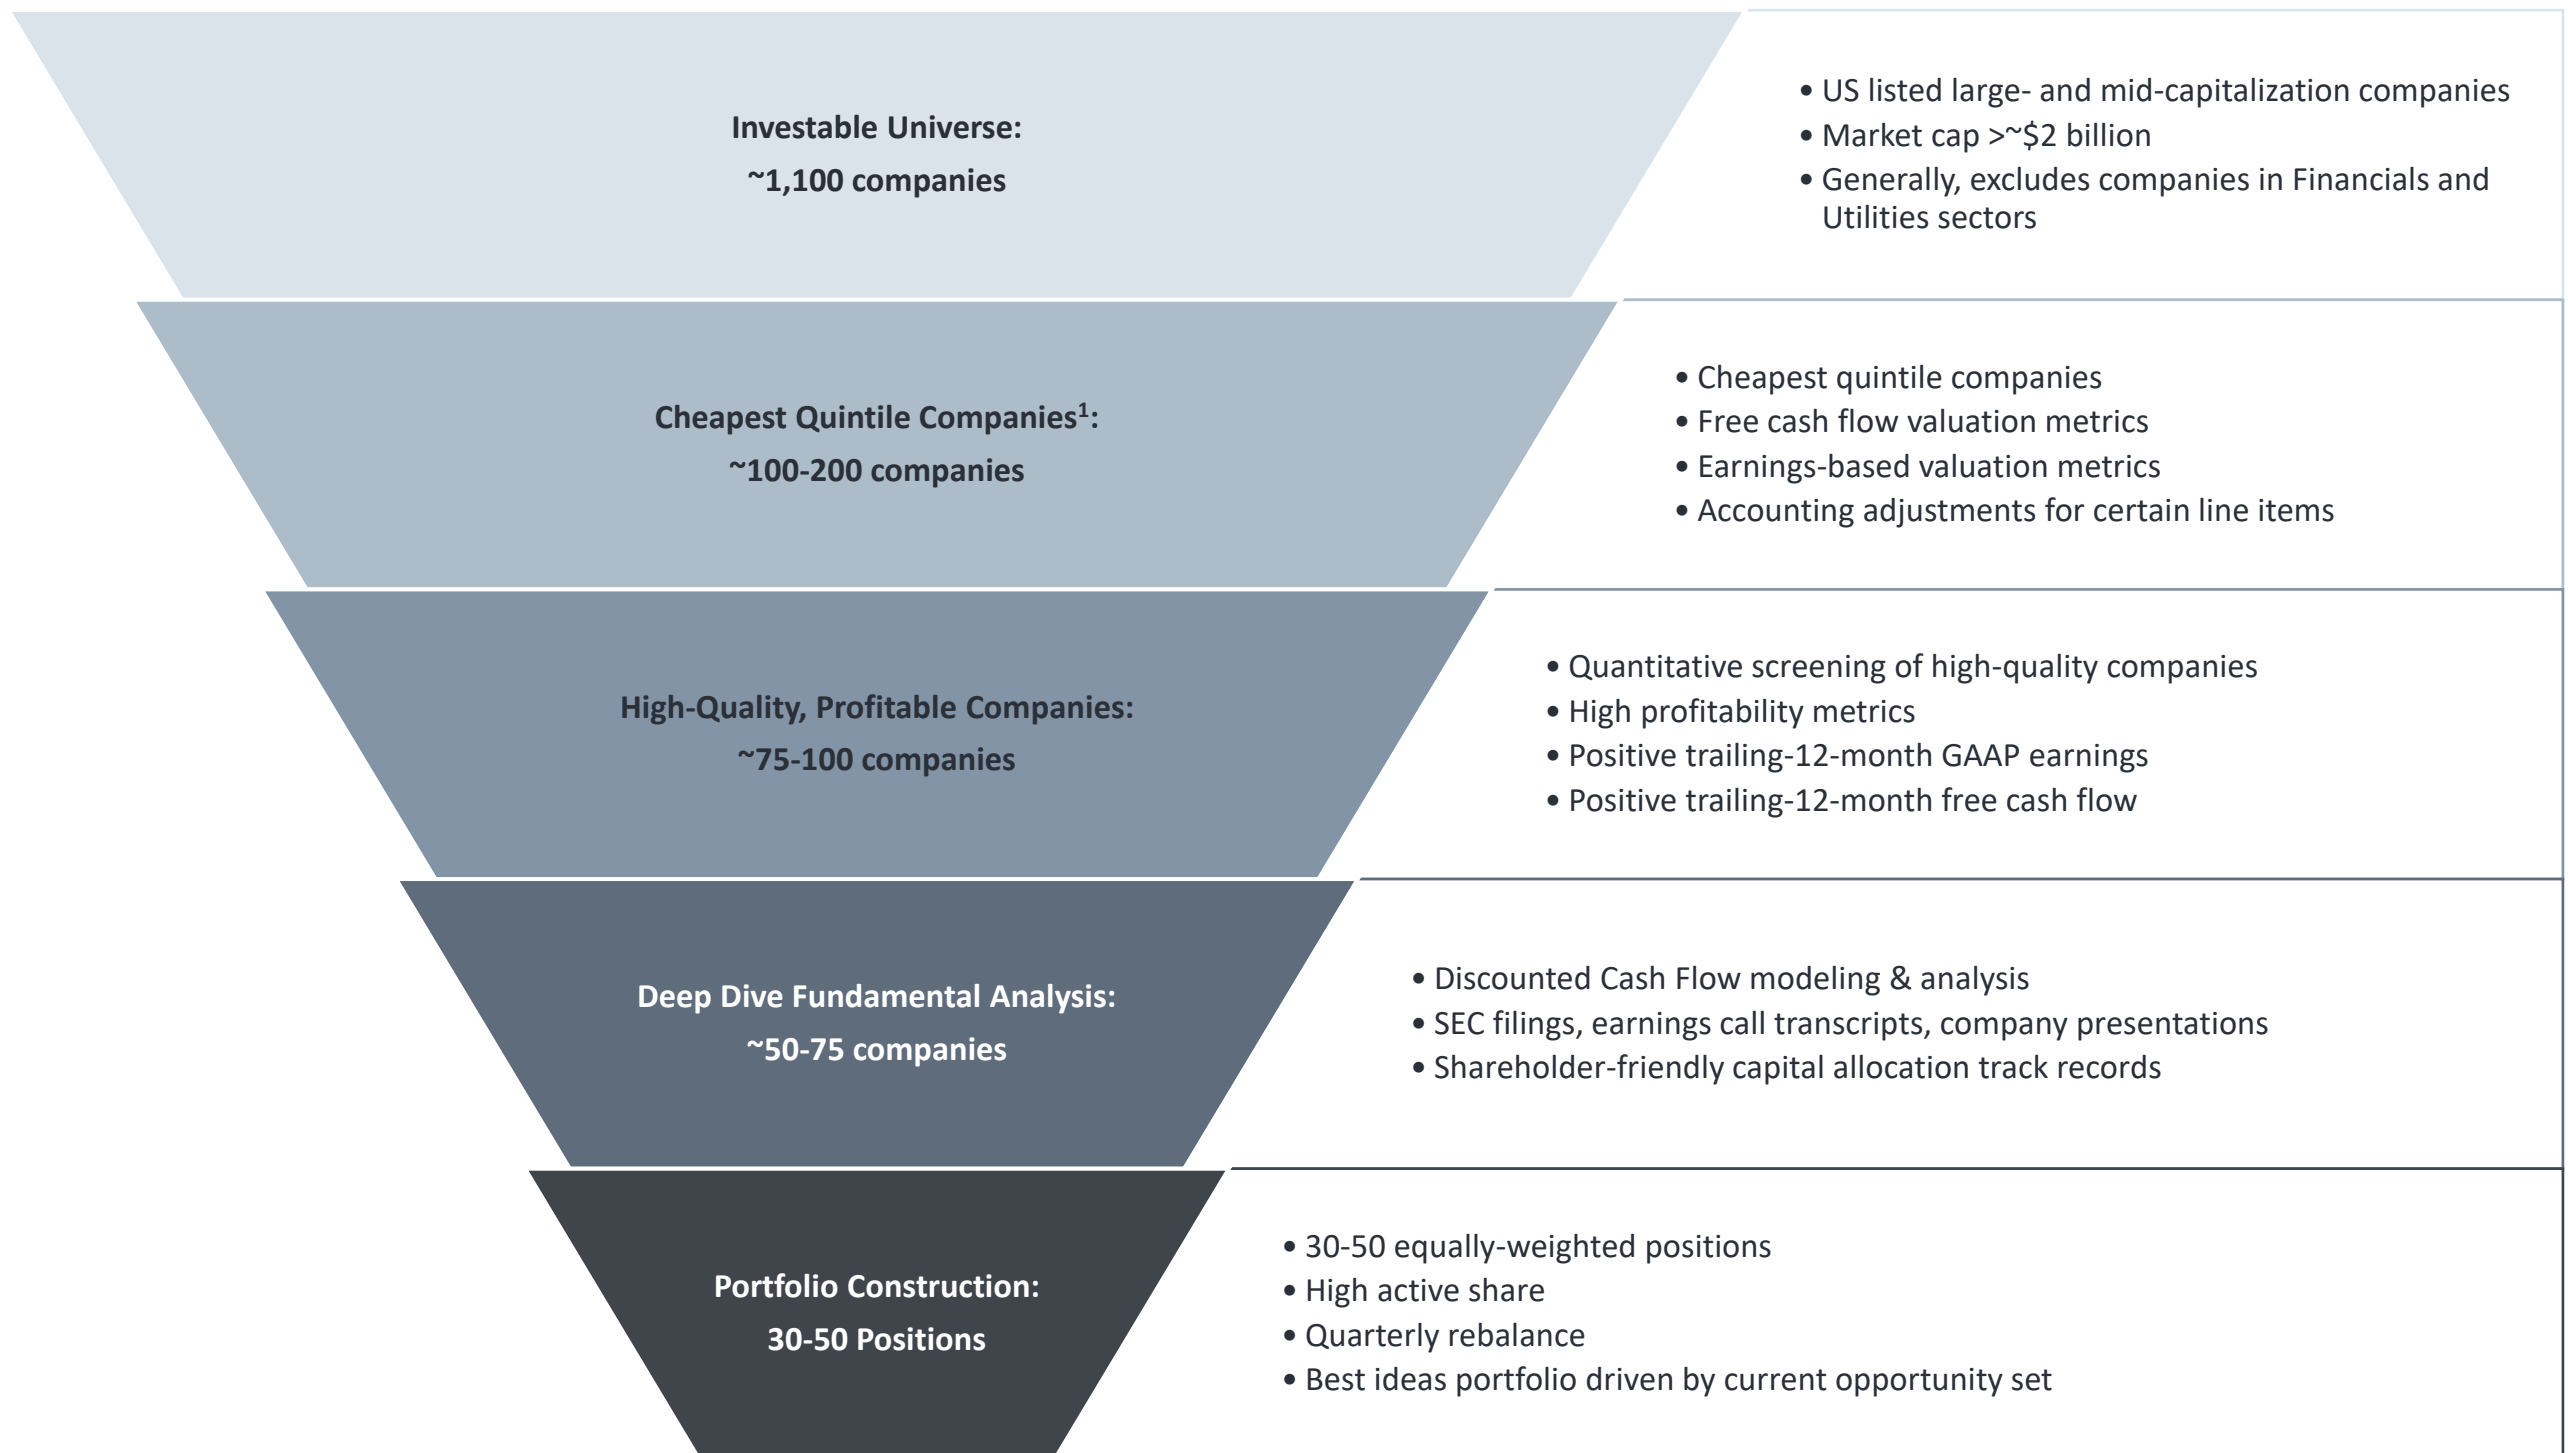 Investable Universe:
~1,100 companies
• US listed large- and mid-capitalization companies
• Market cap >~$2 billion
• Generally, excludes companies in Financials and
Utilities sectors
Cheapest Quintile Companies¹:
~100-200 companies
• Cheapest quintile companies
• Free cash flow valuation metrics
• Earnings-based valuation metrics
• Accounting adjustments for certain line items
High-Quality, Profitable Companies:
~75-100 companies
• Quantitative screening of high-quality companies
• High profitability metrics
• Positive trailing-12-month GAAP earnings
• Positive trailing-12-month free cash flow
Deep Dive Fundamental Analysis:
~50-75 companies
• Discounted Cash Flow modeling & analysis
• SEC filings, earnings call transcripts, company presentations
• Shareholder-friendly capital allocation track records
Portfolio Construction:
30-50 Positions
• 30-50 equally-weighted positions
• High active share
• Quarterly rebalance
• Best ideas portfolio driven by current opportunity set